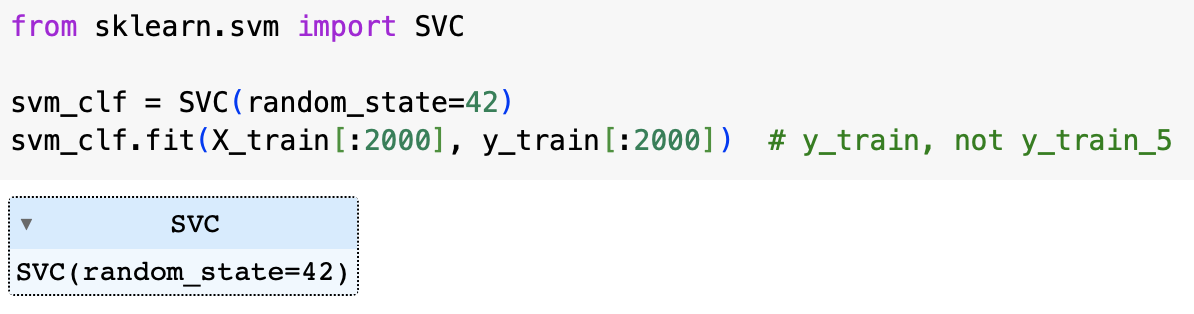 from sklearn.svm import SVC
svm_clf = SVC(random_state=42)
svm_clf.fit(X_train[:2000], y_train[:2000])  # y_train, not y_train_5
SVC
SVC(random_state=42)